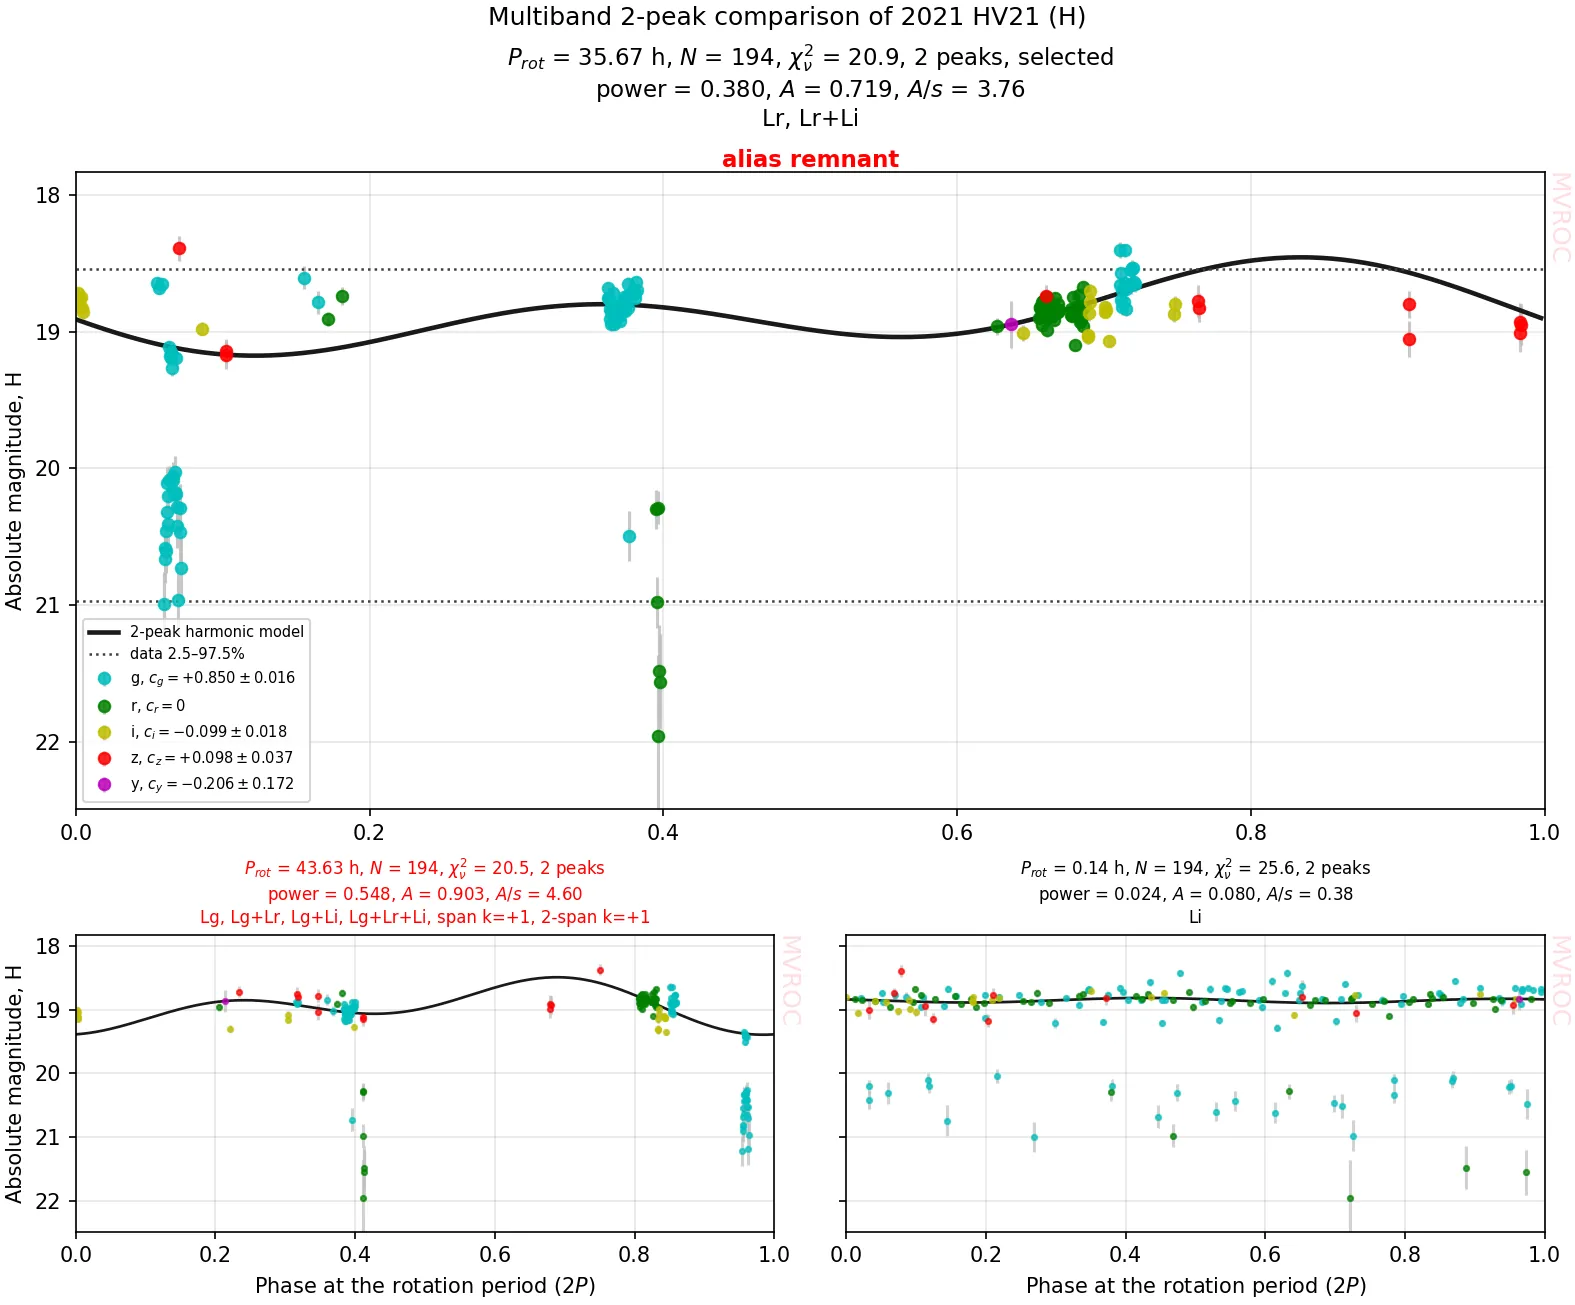 Multiband 2-peak comparison of 2021 HV21 (H)
P_rot = 35.67 h, N = 194, χ²_ν = 20.9, 2 peaks, selected
power = 0.380, A = 0.719, A/s = 3.76
Lr, Lr+Li
alias remnant
MVROC
18
19
20
21
22
Absolute magnitude, H
2-peak harmonic model
data 2.5–97.5%
g, c_g = +0.850 ± 0.016
r, c_r = 0
i, c_i = −0.099 ± 0.018
z, c_z = +0.098 ± 0.037
y, c_y = −0.206 ± 0.172
0.0 0.2 0.4 0.6 0.8 1.0
P_rot = 43.63 h, N = 194, χ²_ν = 20.5, 2 peaks
power = 0.548, A = 0.903, A/s = 4.60
Lg, Lg+Lr, Lg+Li, Lg+Lr+Li, span k=+1, 2-span k=+1
MVROC
18
19
20
21
22
Absolute magnitude, H
0.0 0.2 0.4 0.6 0.8 1.0
Phase at the rotation period (2P)
P_rot = 0.14 h, N = 194, χ²_ν = 25.6, 2 peaks
power = 0.024, A = 0.080, A/s = 0.38
Li
MVROC
0.0 0.2 0.4 0.6 0.8 1.0
Phase at the rotation period (2P)